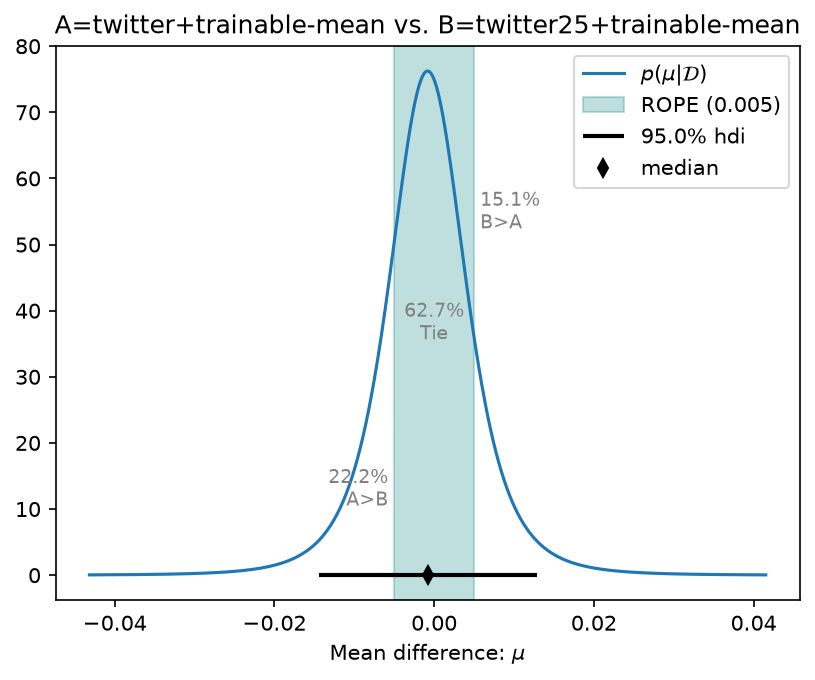 A=twitter+trainable-mean vs. B=twitter25+trainable-mean
80
70
60
50
40
30
20
10
0
p(μ|𝒟)
ROPE (0.005)
95.0% hdi
median
15.1%
B>A
62.7%
Tie
22.2%
A>B
−0.04
−0.02
0.00
0.02
0.04
Mean difference: μ